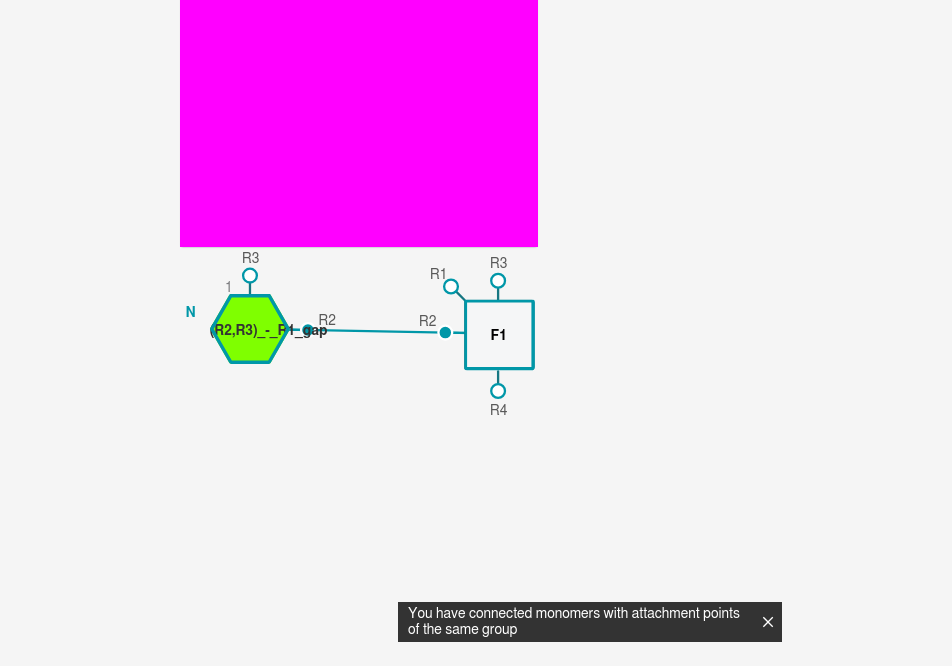 R3
1
N
(R2,R3)_-_R1_gap
R2
R1
R3
R2
F1
R4
You have connected monomers with attachment points
of the same group